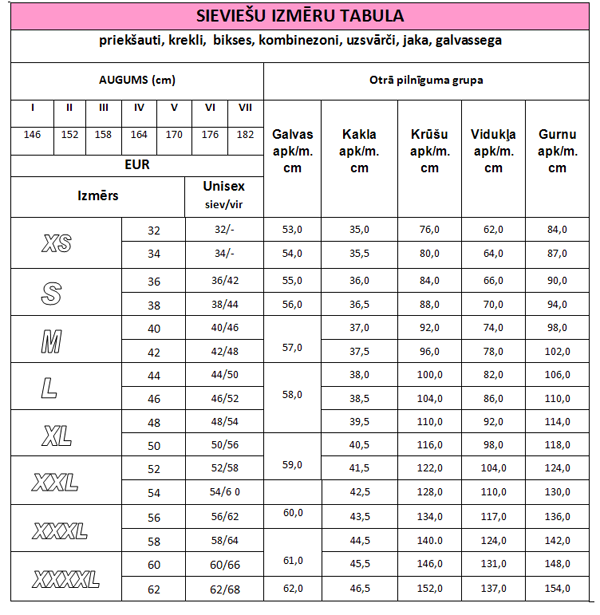 SIEVIEŠU IZMĒRU TABULA
priekšauti, krekli, bikses, kombinezoni, uzsvārči, jaka, galvassega
AUGUMS (cm) Otrā pilnīguma grupa
I II III IV V VI VII
146 152 158 164 170 176 182
Galvas apk/m. cm
Kakla apk/m. cm
Krūšu apk/m. cm
Vidukļa apk/m. cm
Gurnu apk/m. cm
EUR
Izmērs
Unisex
siev/vir
XS
32 32/- 53,0 35,0 76,0 62,0 84,0
34 34/- 54,0 35,5 80,0 64,0 87,0
S
36 36/42 55,0 36,0 84,0 66,0 90,0
38 38/44 56,0 36,5 88,0 70,0 94,0
M
40 40/46 37,0 92,0 74,0 98,0
57,0
42 42/48 37,5 96,0 78,0 102,0
L
44 44/50 38,0 100,0 82,0 106,0
58,0
46 46/52 38,5 104,0 86,0 110,0
XL
48 48/54 39,5 110,0 92,0 114,0
50 50/56 40,5 116,0 98,0 118,0
59,0
XXL
52 52/58 41,5 122,0 104,0 124,0
54 54/6 0 42,5 128,0 110,0 130,0
XXXL
56 56/62 60,0 43,5 134,0 117,0 136,0
58 58/64 44,5 140.0 124,0 142,0
61,0
XXXXL
60 60/66 45,5 146,0 131,0 148,0
62 62/68 62,0 46,5 152,0 137,0 154,0